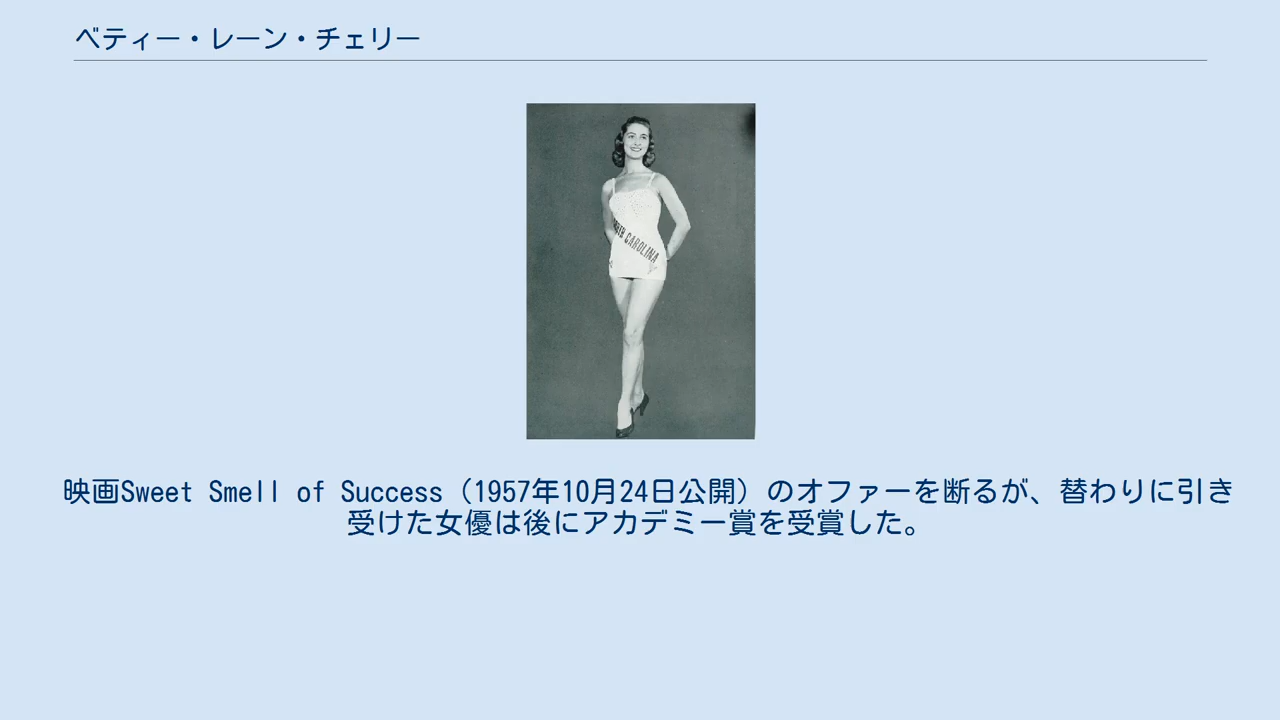 ベティー・レーン・チェリー
CAROLINA
映画Sweet Smell of Success（1957年10月24日公開）のオファーを断るが、替わりに引き
受けた女優は後にアカデミー賞を受賞した。